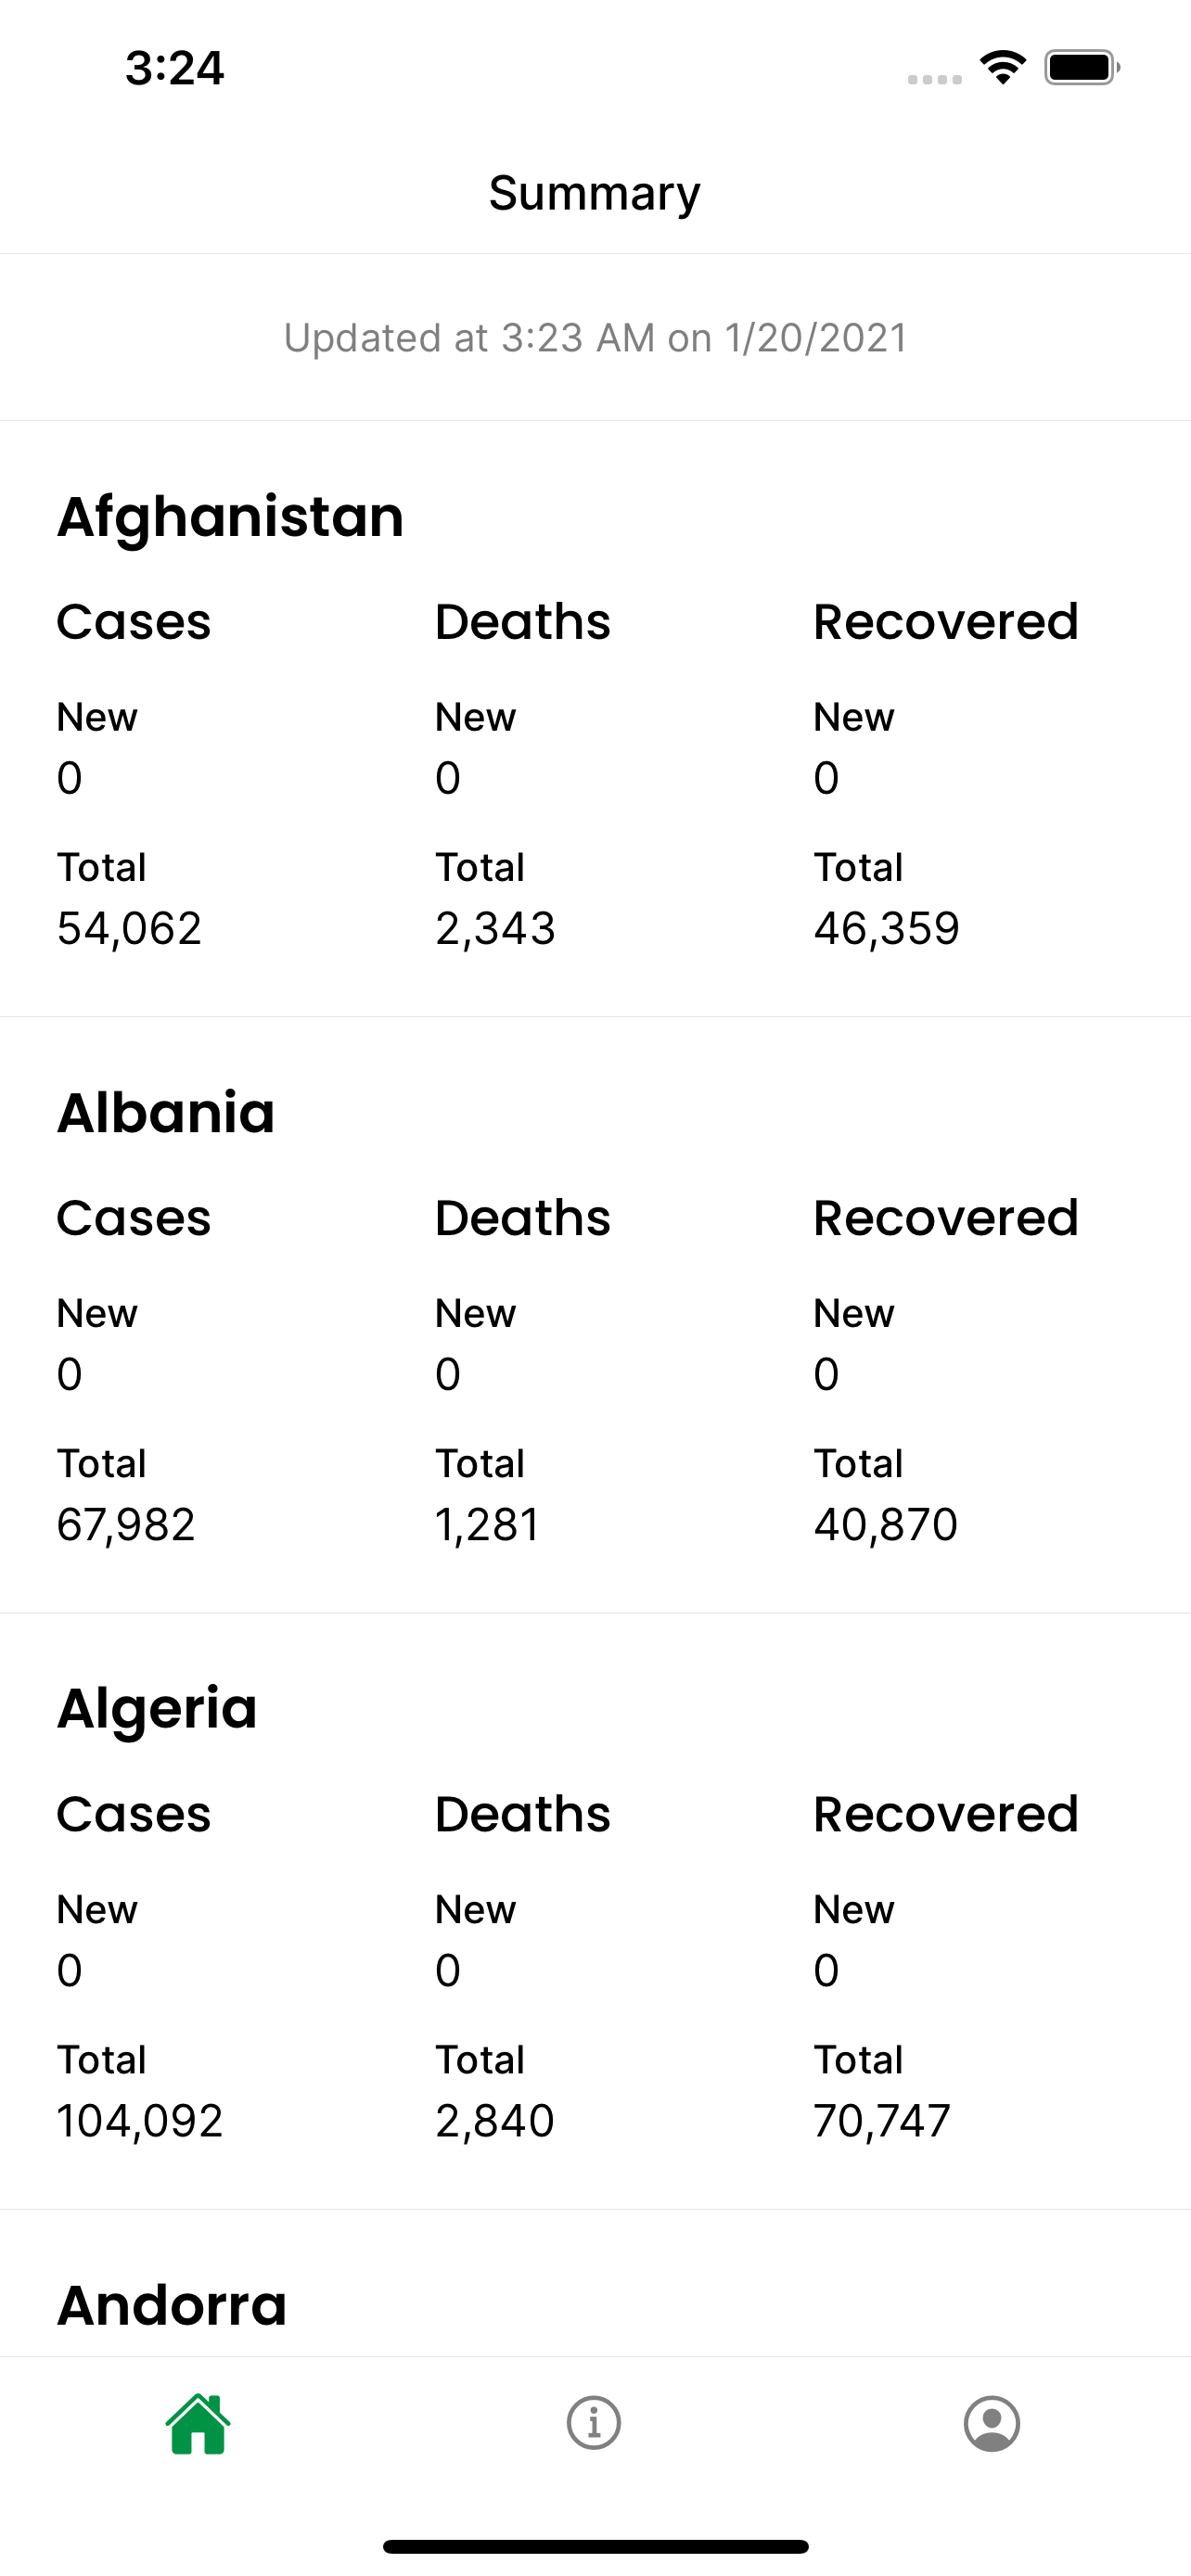 3:24
Summary
Updated at 3:23 AM on 1/20/2021
Afghanistan
Cases Deaths Recovered
New New New
0 0 0
Total Total Total
54,062 2,343 46,359
Albania
Cases Deaths Recovered
New New New
0 0 0
Total Total Total
67,982 1,281 40,870
Algeria
Cases Deaths Recovered
New New New
0 0 0
Total Total Total
104,092 2,840 70,747
Andorra